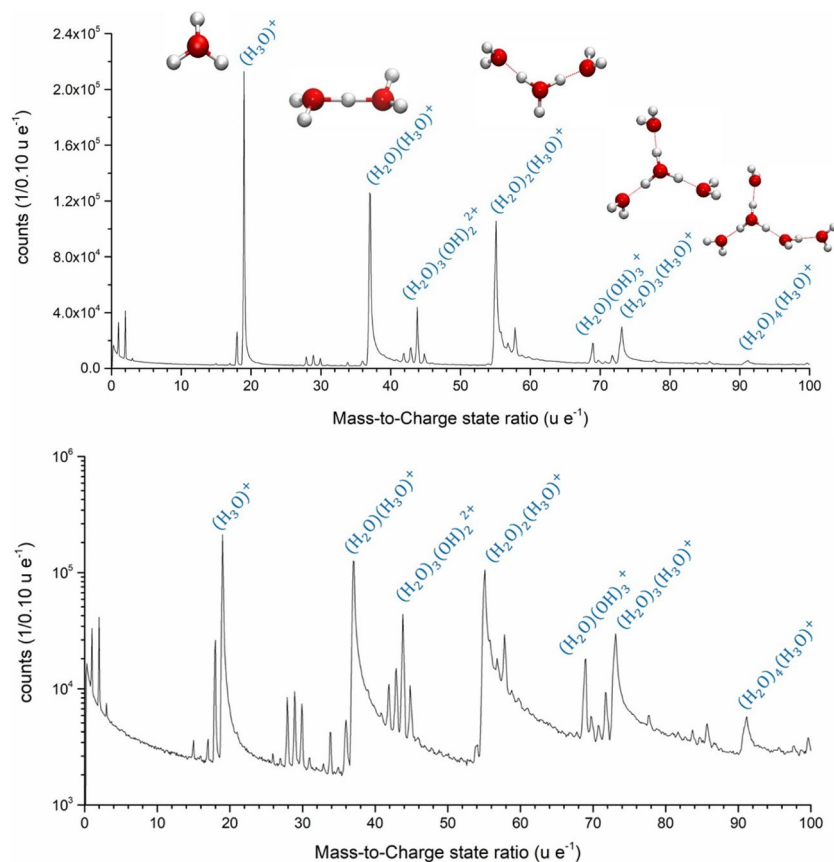 (H₃O)⁺
(H₂O)(H₃O)⁺
(H₂O)₃(OH)₂²⁺
(H₂O)₂(H₃O)⁺
(H₂O)(OH)₃⁺
(H₂O)₃(H₃O)⁺
(H₂O)₄(H₃O)⁺
counts (1/0.10 u e⁻¹)
2.4x10⁵
2.0x10⁵
1.6x10⁵
1.2x10⁵
8.0x10⁴
4.0x10⁴
0.0
0 10 20 30 40 50 60 70 80 90 100
Mass-to-Charge state ratio (u e⁻¹)
(H₃O)⁺
(H₂O)(H₃O)⁺
(H₂O)₃(OH)₂²⁺
(H₂O)₂(H₃O)⁺
(H₂O)(OH)₃⁺
(H₂O)₃(H₃O)⁺
(H₂O)₄(H₃O)⁺
counts (1/0.10 u e⁻¹)
10⁶
10⁵
10⁴
10³
0 10 20 30 40 50 60 70 80 90 100
Mass-to-Charge state ratio (u e⁻¹)